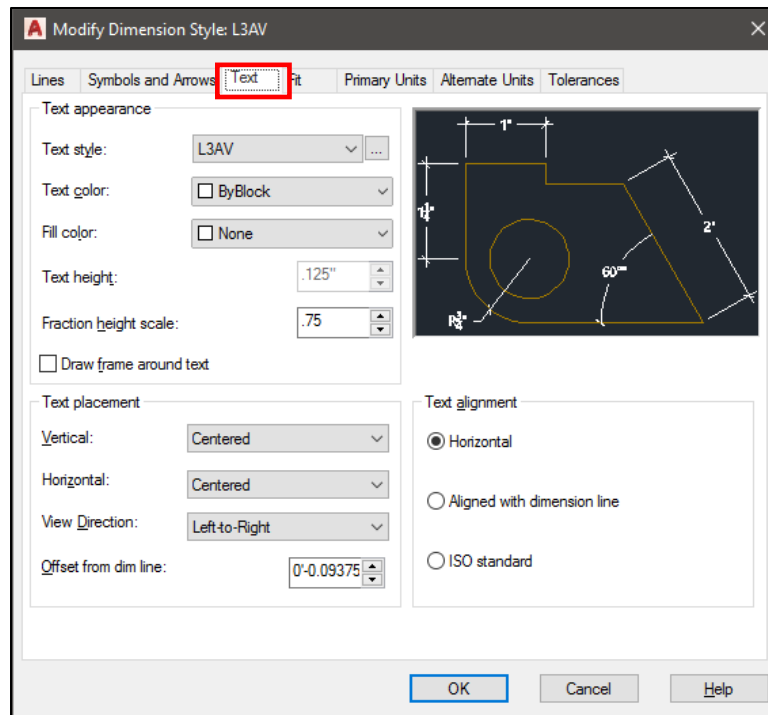 Modify Dimension Style: L3AV
Lines Symbols and Arrows Text Fit Primary Units Alternate Units Tolerances
Text appearance
Text style: L3AV ...
Text color: ByBlock
Fill color: None
Text height: .125"
Fraction height scale: .75
Draw frame around text
1"
2"
60°
Text placement
Vertical: Centered
Horizontal: Centered
View Direction: Left-to-Right
Offset from dim line: 0'-0.09375
Text alignment
Horizontal
Aligned with dimension line
ISO standard
OK Cancel Help